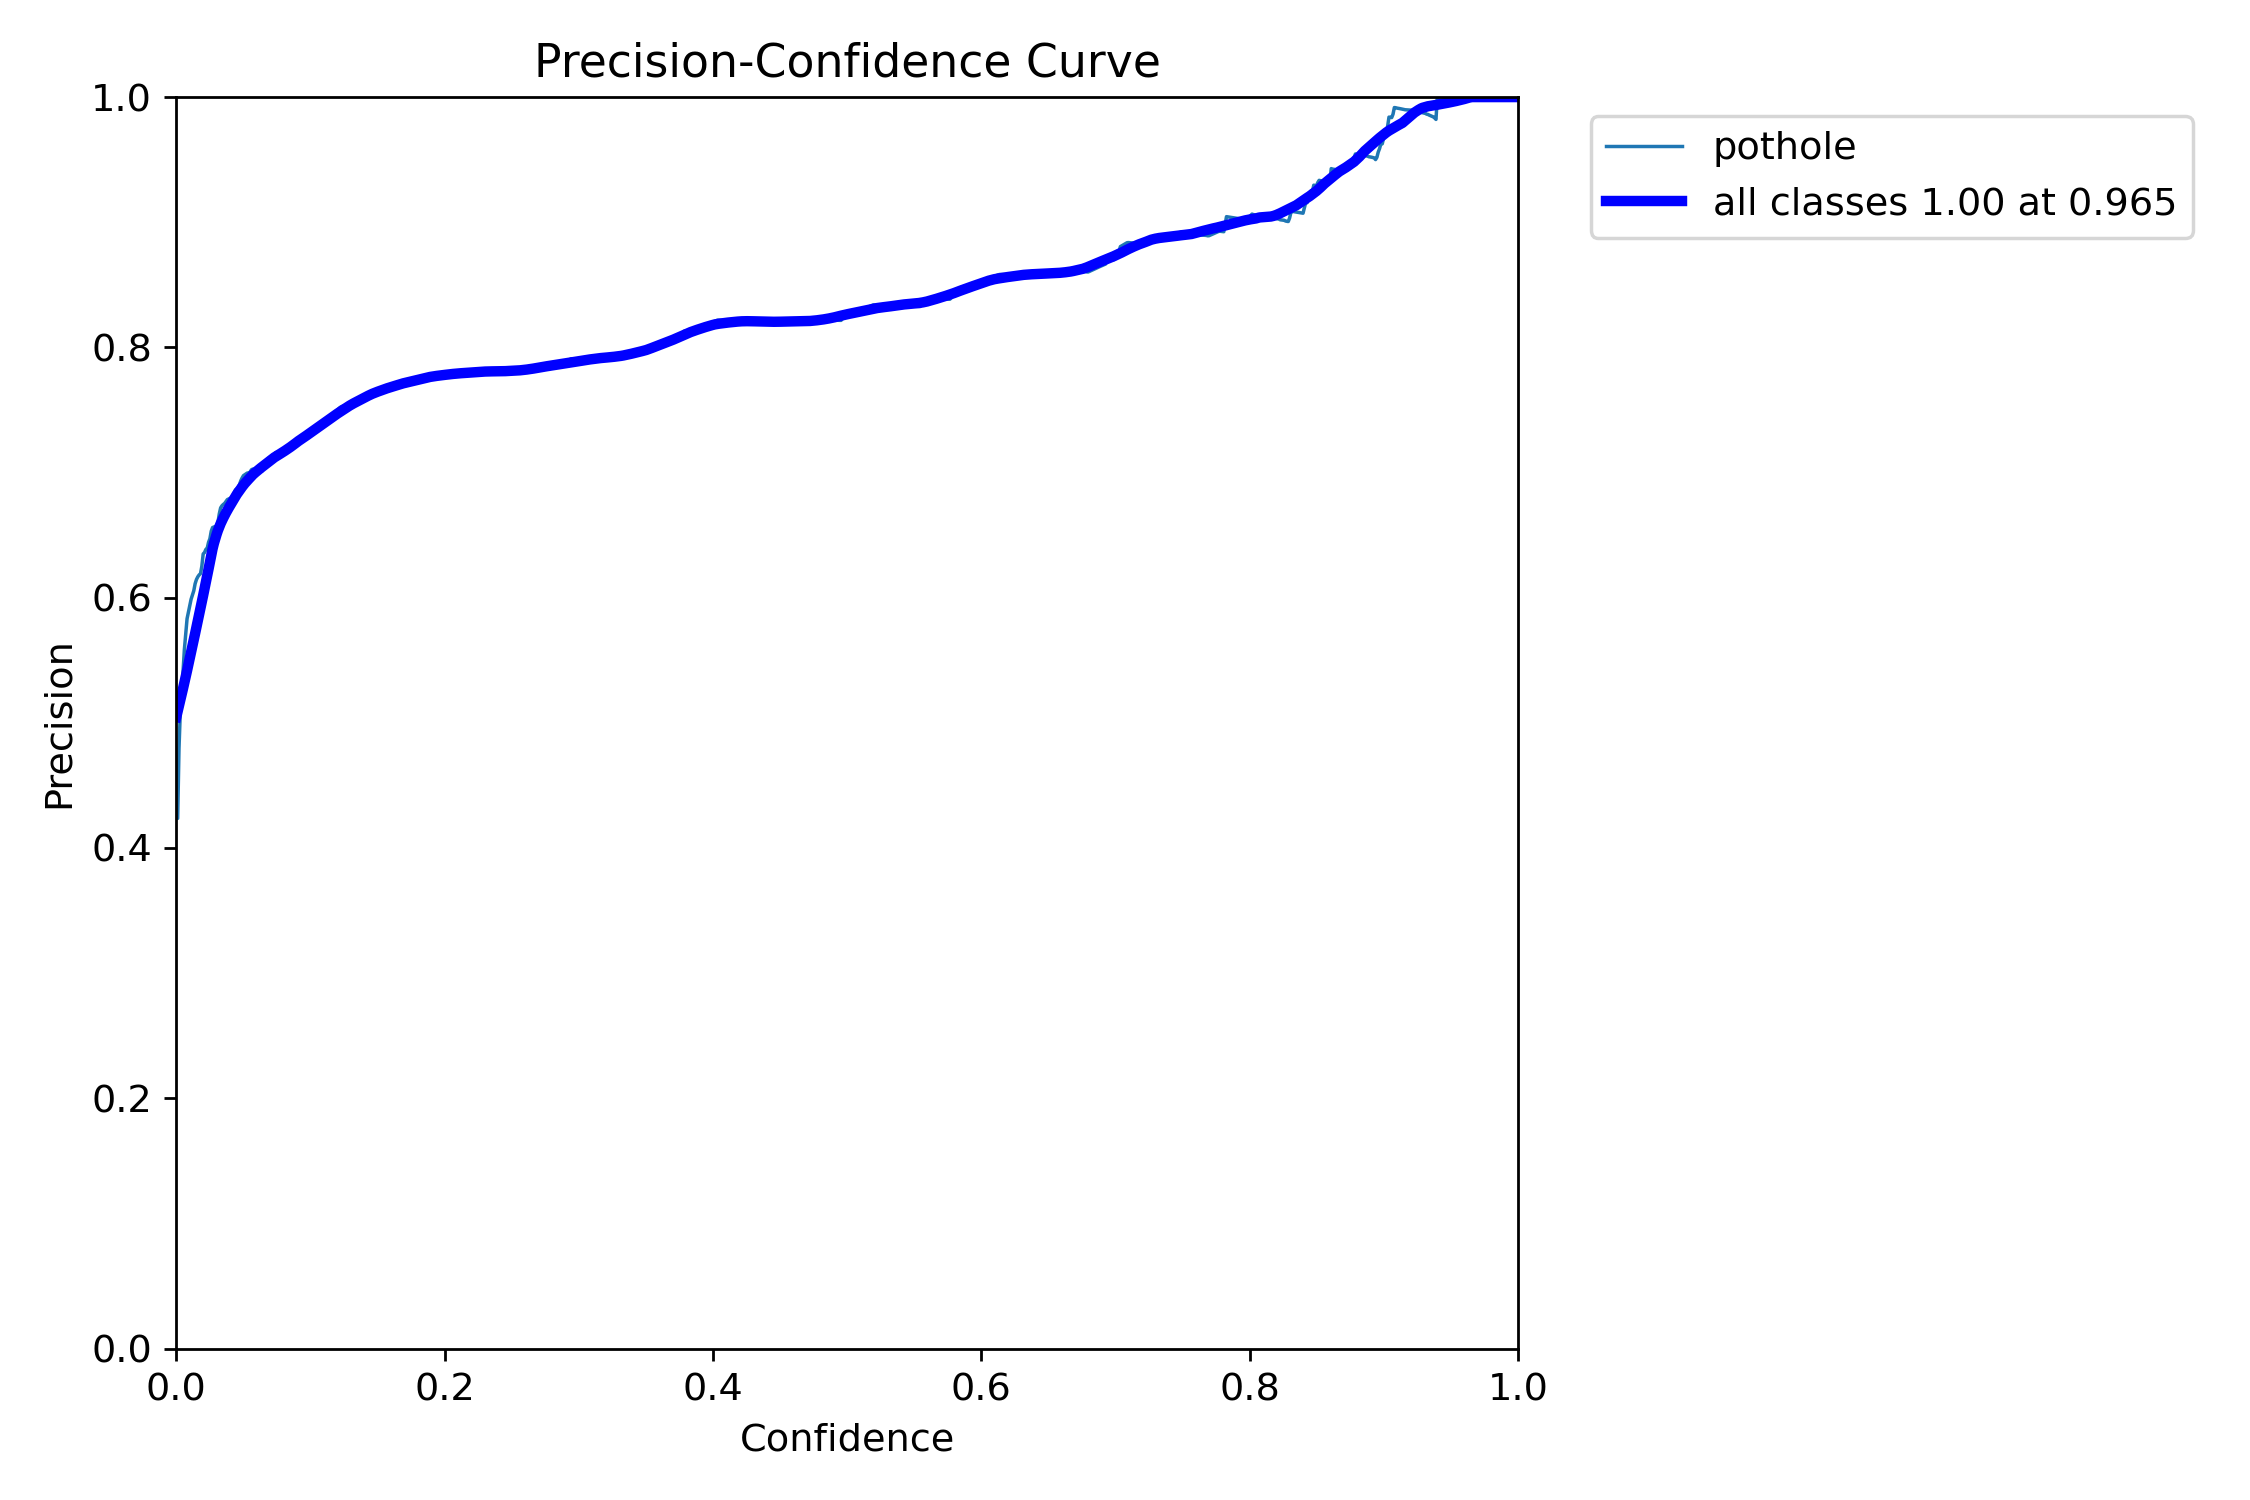 Precision-Confidence Curve
1.0
0.8
0.6
0.4
0.2
0.0
Precision
0.0 0.2 0.4 0.6 0.8 1.0
Confidence
pothole
all classes 1.00 at 0.965